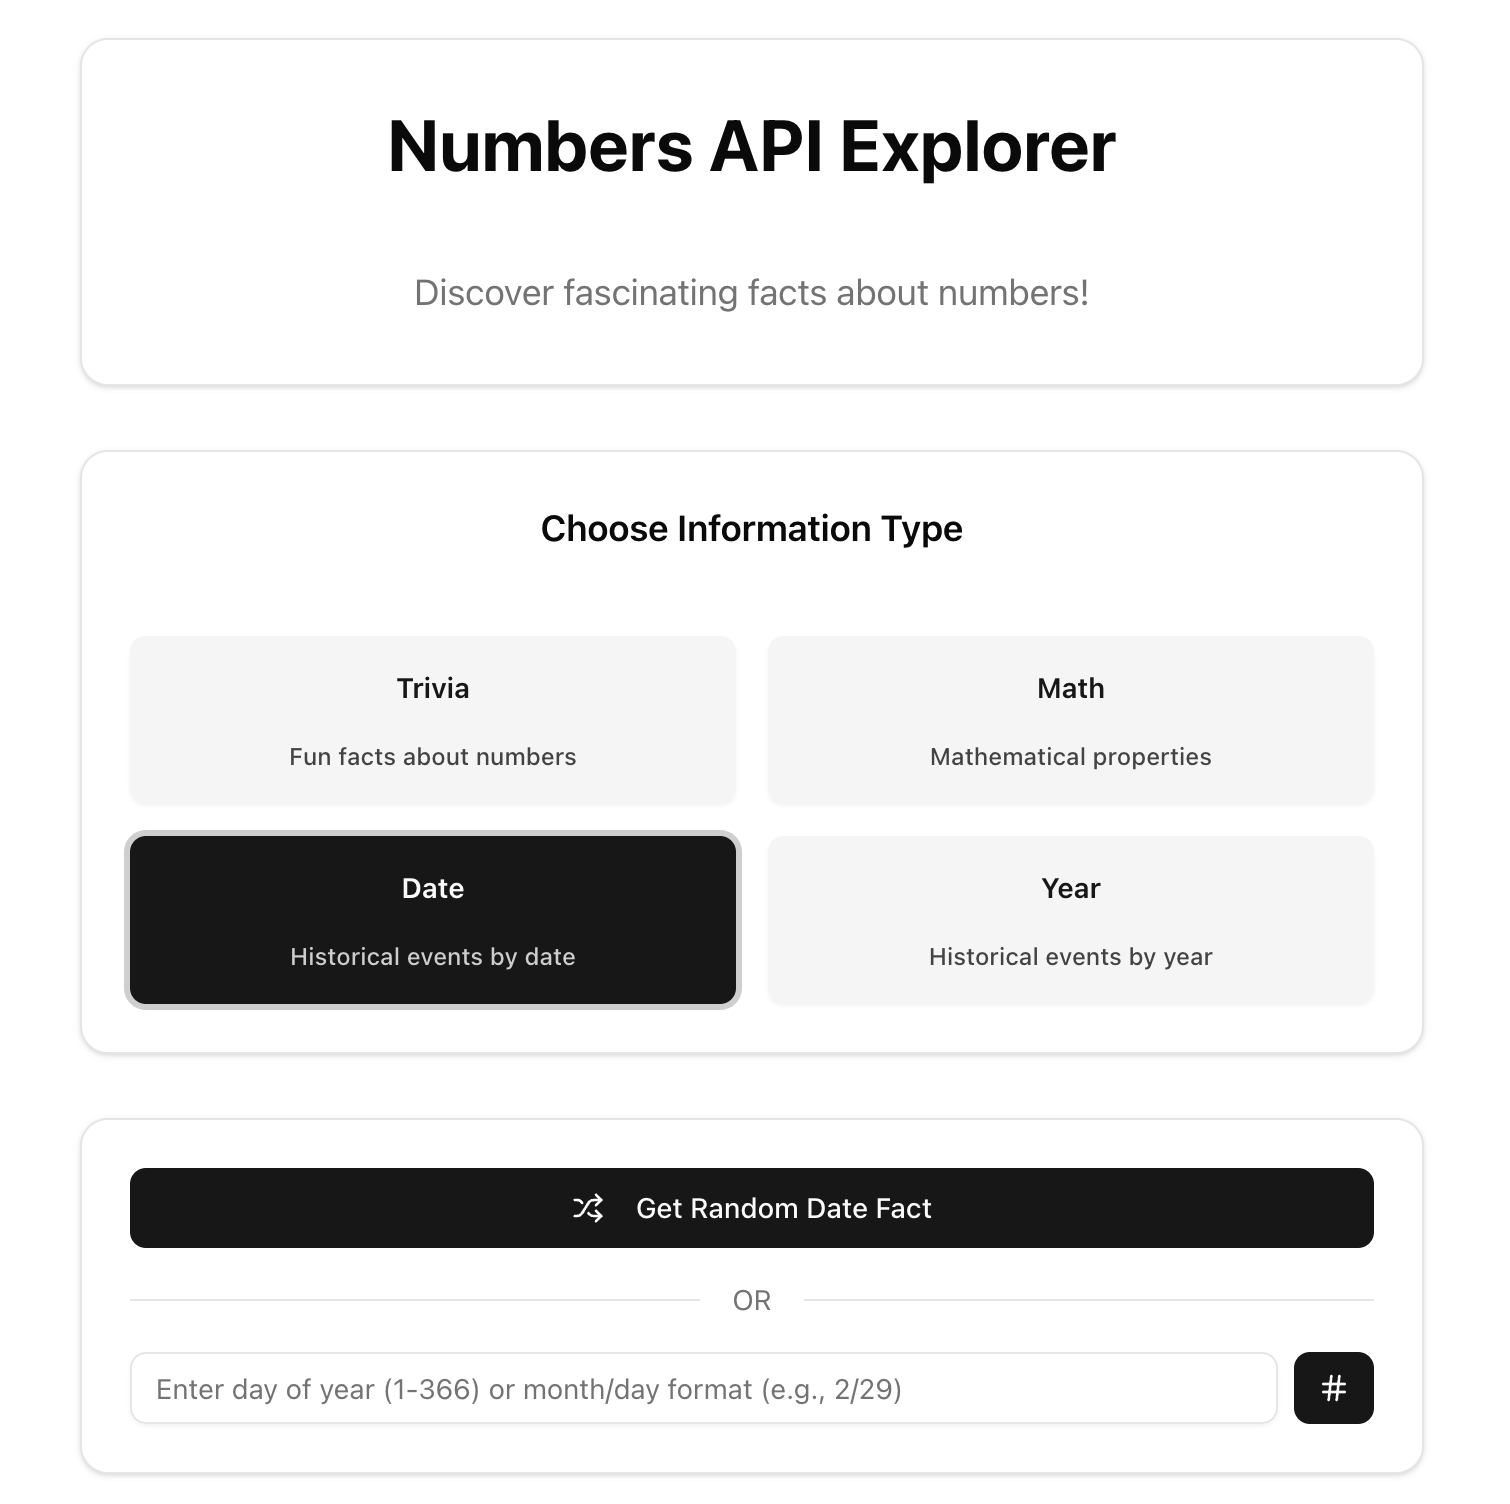 Numbers API Explorer
Discover fascinating facts about numbers!
Choose Information Type
Trivia
Fun facts about numbers
Math
Mathematical properties
Date
Historical events by date
Year
Historical events by year
Get Random Date Fact
OR
Enter day of year (1-366) or month/day format (e.g., 2/29)
#